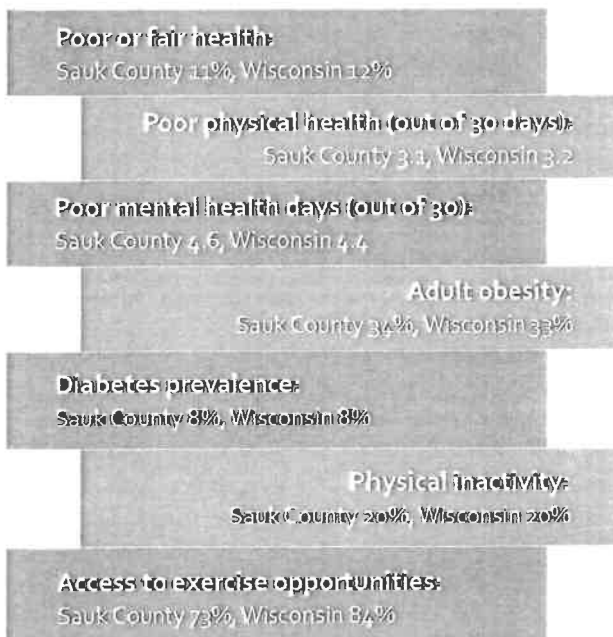 Poor or fair health:
Sauk County 11%, Wisconsin 12%
Poor physical health (out of 30 days):
Sauk County 3.1, Wisconsin 3.2
Poor mental health days (out of 30):
Sauk County 4.6, Wisconsin 4.4
Adult obesity:
Sauk County 34%, Wisconsin 33%
Diabetes prevalence:
Sauk County 8%, Wisconsin 8%
Physical inactivity:
Sauk County 20%, Wisconsin 20%
Access to exercise opportunities:
Sauk County 73%, Wisconsin 84%